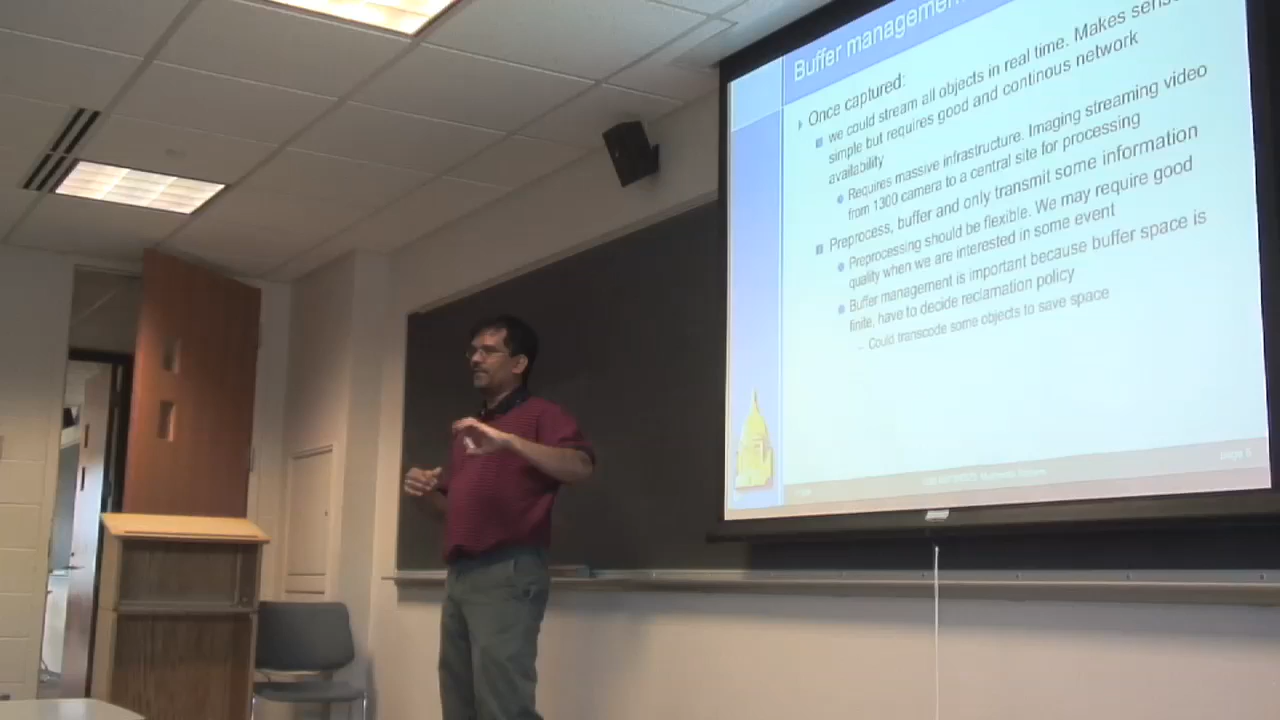 Buffer management
Once captured:
we could stream all objects in real time. Makes sense
simple but requires good and continous network
availability
Requires massive infrastructure. Imaging streaming video
from 1300 camera to a central site for processing
Preprocess, buffer and only transmit some information
Preprocessing should be flexible. We may require good
quality when we are interested in some event
Buffer management is important because buffer space is
finite, have to decide reclamation policy
– Could transcode some objects to save space